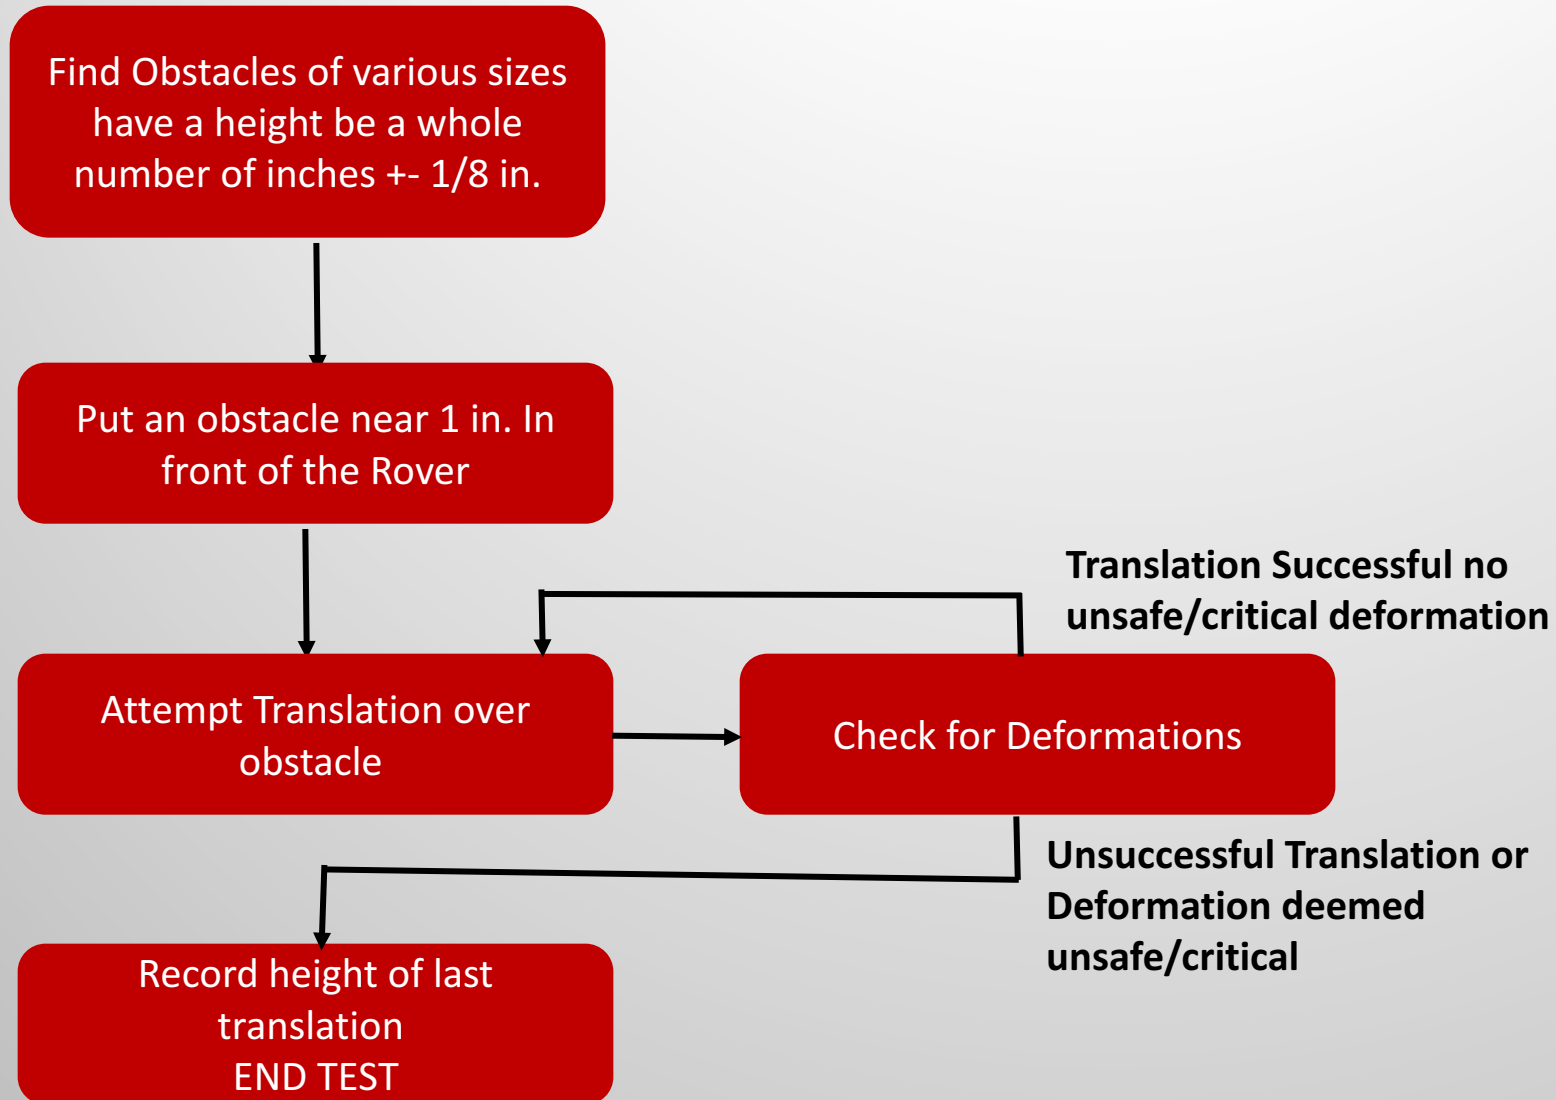 Find Obstacles of various sizes
have a height be a whole
number of inches +- 1/8 in.
Put an obstacle near 1 in. In
front of the Rover
Translation Successful no
unsafe/critical deformation
Attempt Translation over
obstacle
Check for Deformations
Unsuccessful Translation or
Deformation deemed
unsafe/critical
Record height of last
translation
END TEST